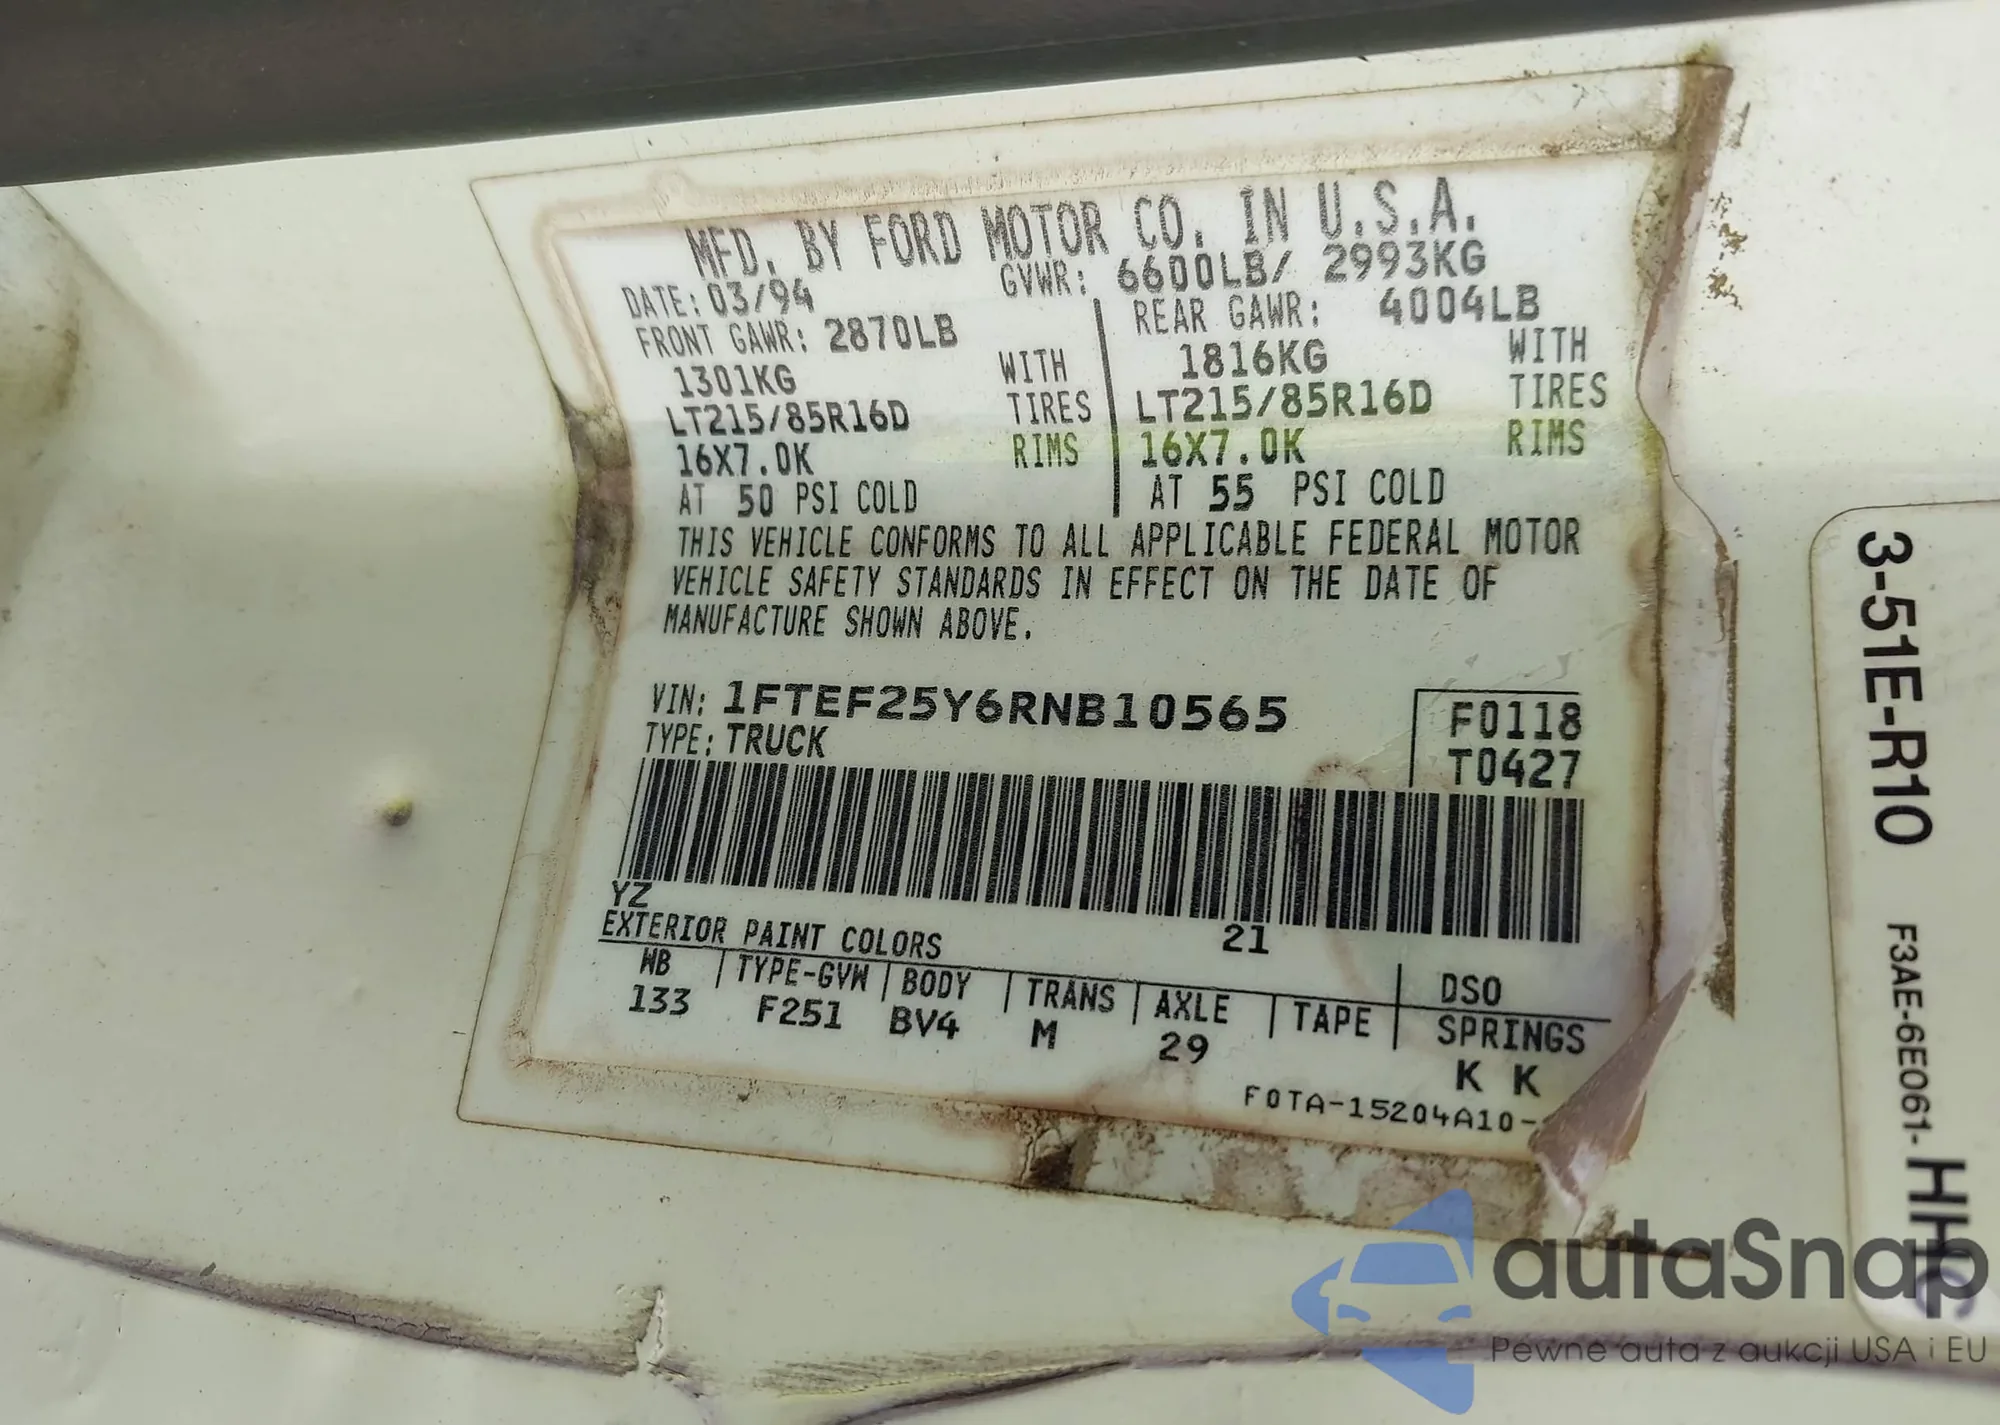 MFD. BY FORD MOTOR CO. IN U.S.A.
DATE: 03/94 GVWR: 6600LB/ 2993KG
FRONT GAWR: 2870LB REAR GAWR: 4004LB
1301KG WITH 1816KG WITH
LT215/85R16D TIRES LT215/85R16D TIRES
16X7.0K RIMS 16X7.0K RIMS
AT 50 PSI COLD AT 55 PSI COLD
THIS VEHICLE CONFORMS TO ALL APPLICABLE FEDERAL MOTOR
VEHICLE SAFETY STANDARDS IN EFFECT ON THE DATE OF
MANUFACTURE SHOWN ABOVE.
VIN: 1FTEF25Y6RNB10565 F0118
TYPE: TRUCK T0427
YZ
EXTERIOR PAINT COLORS 21 DSO
WB TYPE-GVW BODY TRANS AXLE TAPE SPRINGS
133 F251 BV4 M 29 K K
F0TA-15204A10-
3-51E-R10
F3AE-6E061-HHC
autaSnap
Pewne auta z aukcji USA i EU